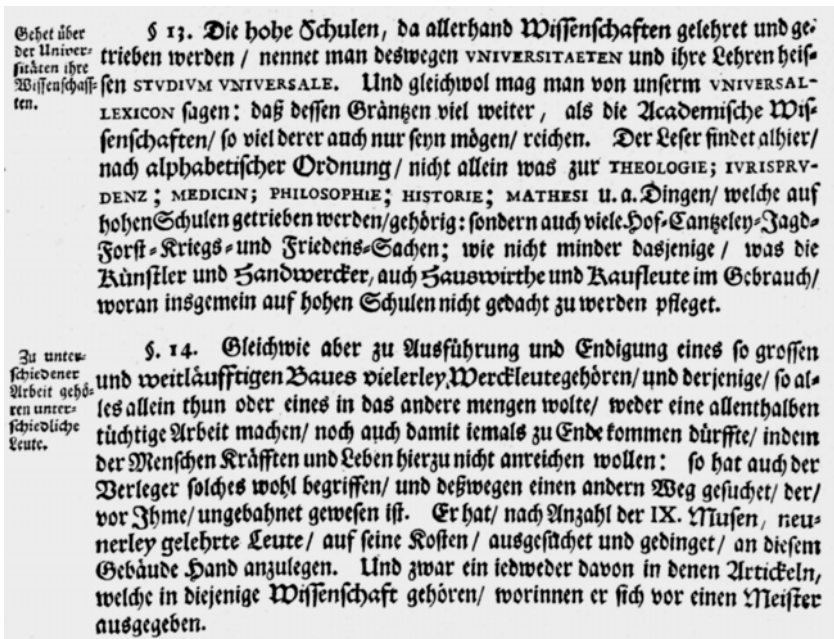 Gehet über
der Univer⸗
sitäten ihre
Wissenschaff⸗
ten.
§ 13. Die hohe Schulen, da allerhand Wissenschaften gelehret und ge⸗
trieben werden / nennet man deswegen VNIVERSITAETEN und ihre Lehren heis⸗
sen STVDIVM VNIVERSALE. Und gleichwol mag man von unserm VNIVERSAL-
LEXICON sagen: daß dessen Gräntzen viel weiter, als die Academische Wis⸗
senschaften/ so viel derer auch nur seyn mögen/ reichen. Der Leser findet alhier/
nach alphabetischer Ordnung/ nicht allein was zur THEOLOGIE; IVRISPRV-
DENZ; MEDICIN; PHILOSOPHIE; HISTORIE; MATHESI u. a. Dingen/ welche auf
hohen Schulen getrieben werden/gehörig: sondern auch viele Hof⸗Cantzeley⸗Jagd⸗
Forst⸗Kriegs⸗und Friedens⸗Sachen; wie nicht minder dasjenige / was die
Künstler und Handwercker, auch Hauswirthe und Kaufleute im Gebrauch/
woran insgemein auf hohen Schulen nicht gedacht zu werden pfleget.
Zu unter⸗
schiedener
Arbeit gehö⸗
ren unter⸗
schiedliche
Leute.
§. 14. Gleichwie aber zu Ausführung und Endigung eines so grossen
und weitläufftigen Baues vielerley Werckleute gehören/ und derjenige/ so al⸗
les allein thun oder eines in das andere mengen wolte/ weder eine allenthalben
tüchtige Arbeit machen/ noch auch damit iemals zu Ende kommen dürffte/ indem
der Menschen Kräfften und Leben hierzu nicht anreichen wollen: so hat auch der
Verleger solches wohl begriffen/ und deßwegen einen andern Weg gesuchet/ der/
vor Ihme/ ungebahnet gewesen ist. Er hat/ nach Anzahl der IX. Musen, neu⸗
nerley gelehrte Leute/ auf seine Kosten/ ausgesuchet und gedinget/ an diesem
Gebäude Hand anzulegen. Und zwar ein iedweder davon in denen Artickeln,
welche in diejenige Wissenschaft gehören/ worinnen er sich vor einen Meister
ausgegeben.